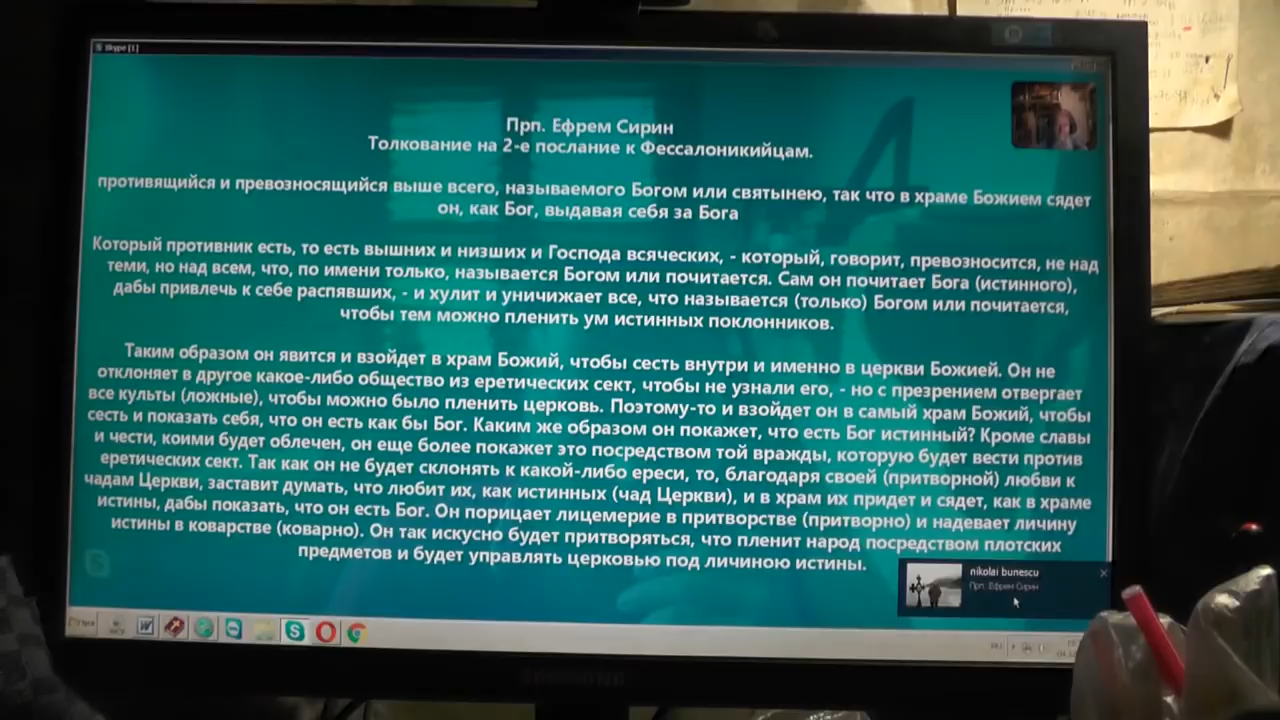 Skype [1]
Прп. Ефрем Сирин
Толкование на 2-е послание к Фессалоникийцам.
противящийся и превозносящийся выше всего, называемого Богом или святынею, так что в храме Божием сядет
он, как Бог, выдавая себя за Бога
Который противник есть, то есть вышних и низших и Господа всяческих, - который, говорит, превозносится, не над
теми, но над всем, что, по имени только, называется Богом или почитается. Сам он почитает Бога (истинного),
дабы привлечь к себе распявших, - и хулит и уничижает все, что называется (только) Богом или почитается,
чтобы тем можно пленить ум истинных поклонников.
Таким образом он явится и взойдет в храм Божий, чтобы сесть внутри и именно в церкви Божией. Он не
отклоняет в другое какое-либо общество из еретических сект, чтобы не узнали его, - но с презрением отвергает
все культы (ложные), чтобы можно было пленить церковь. Поэтому-то и взойдет он в самый храм Божий, чтобы
сесть и показать себя, что он есть как бы Бог. Каким же образом он покажет, что есть Бог истинный? Кроме славы
и чести, коими будет облечен, он еще более покажет это посредством той вражды, которую будет вести против
еретических сект. Так как он не будет склонять к какой-либо ереси, то, благодаря своей (притворной) любви к
чадам Церкви, заставит думать, что любит их, как истинных (чад Церкви), и в храм их придет и сядет, как в храме
истины, дабы показать, что он есть Бог. Он порицает лицемерие в притворстве (притворно) и надевает личину
истины в коварстве (коварно). Он так искусно будет притворяться, что пленит народ посредством плотских
предметов и будет управлять церковью под личиною истины.
nikolai bunescu
Прп. Ефрем Сирин